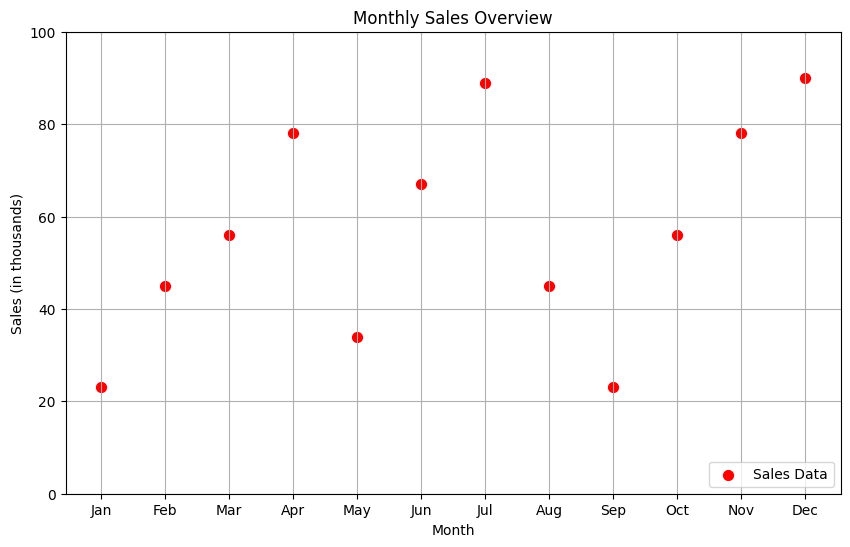 Monthly Sales Overview
100
80
60
40
20
0
Sales (in thousands)
Sales Data
Jan Feb Mar Apr May Jun Jul Aug Sep Oct Nov Dec
Month